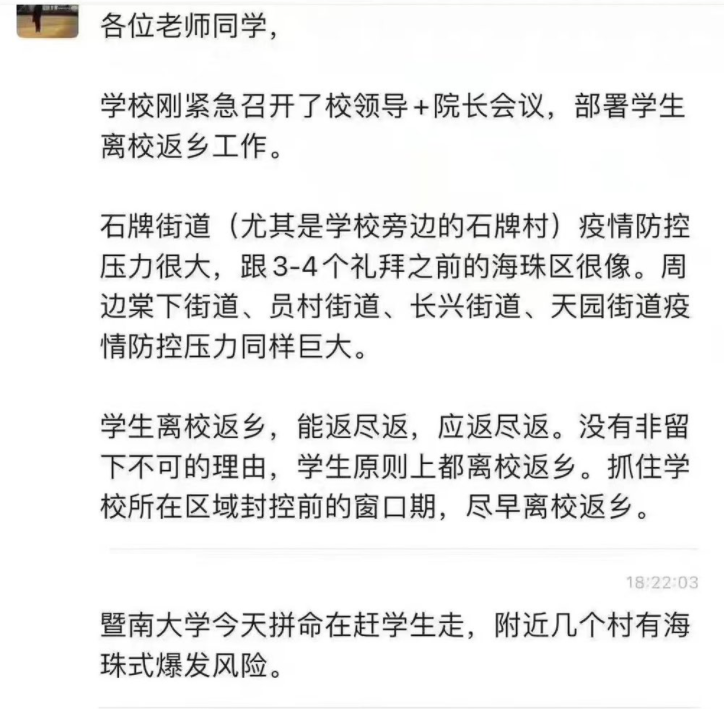 各位老师同学，
学校刚紧急召开了校领导+院长会议，部署学生
离校返乡工作。
石牌街道（尤其是学校旁边的石牌村）疫情防控
压力很大，跟3-4个礼拜之前的海珠区很像。周
边棠下街道、员村街道、长兴街道、天园街道疫
情防控压力同样巨大。
学生离校返乡，能返尽返，应返尽返。没有非留
下不可的理由，学生原则上都离校返乡。抓住学
校所在区域封控前的窗口期，尽早离校返乡。
18:22:03
暨南大学今天拼命在赶学生走，附近几个村有海
珠式爆发风险。